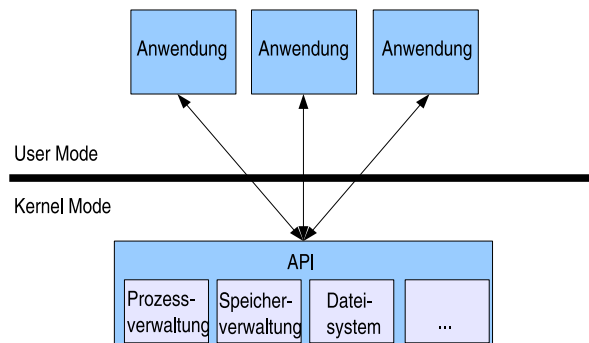 Anwendung
Anwendung
Anwendung
User Mode
Kernel Mode
API
Prozess-
verwaltung
Speicher-
verwaltung
Datei-
system
...